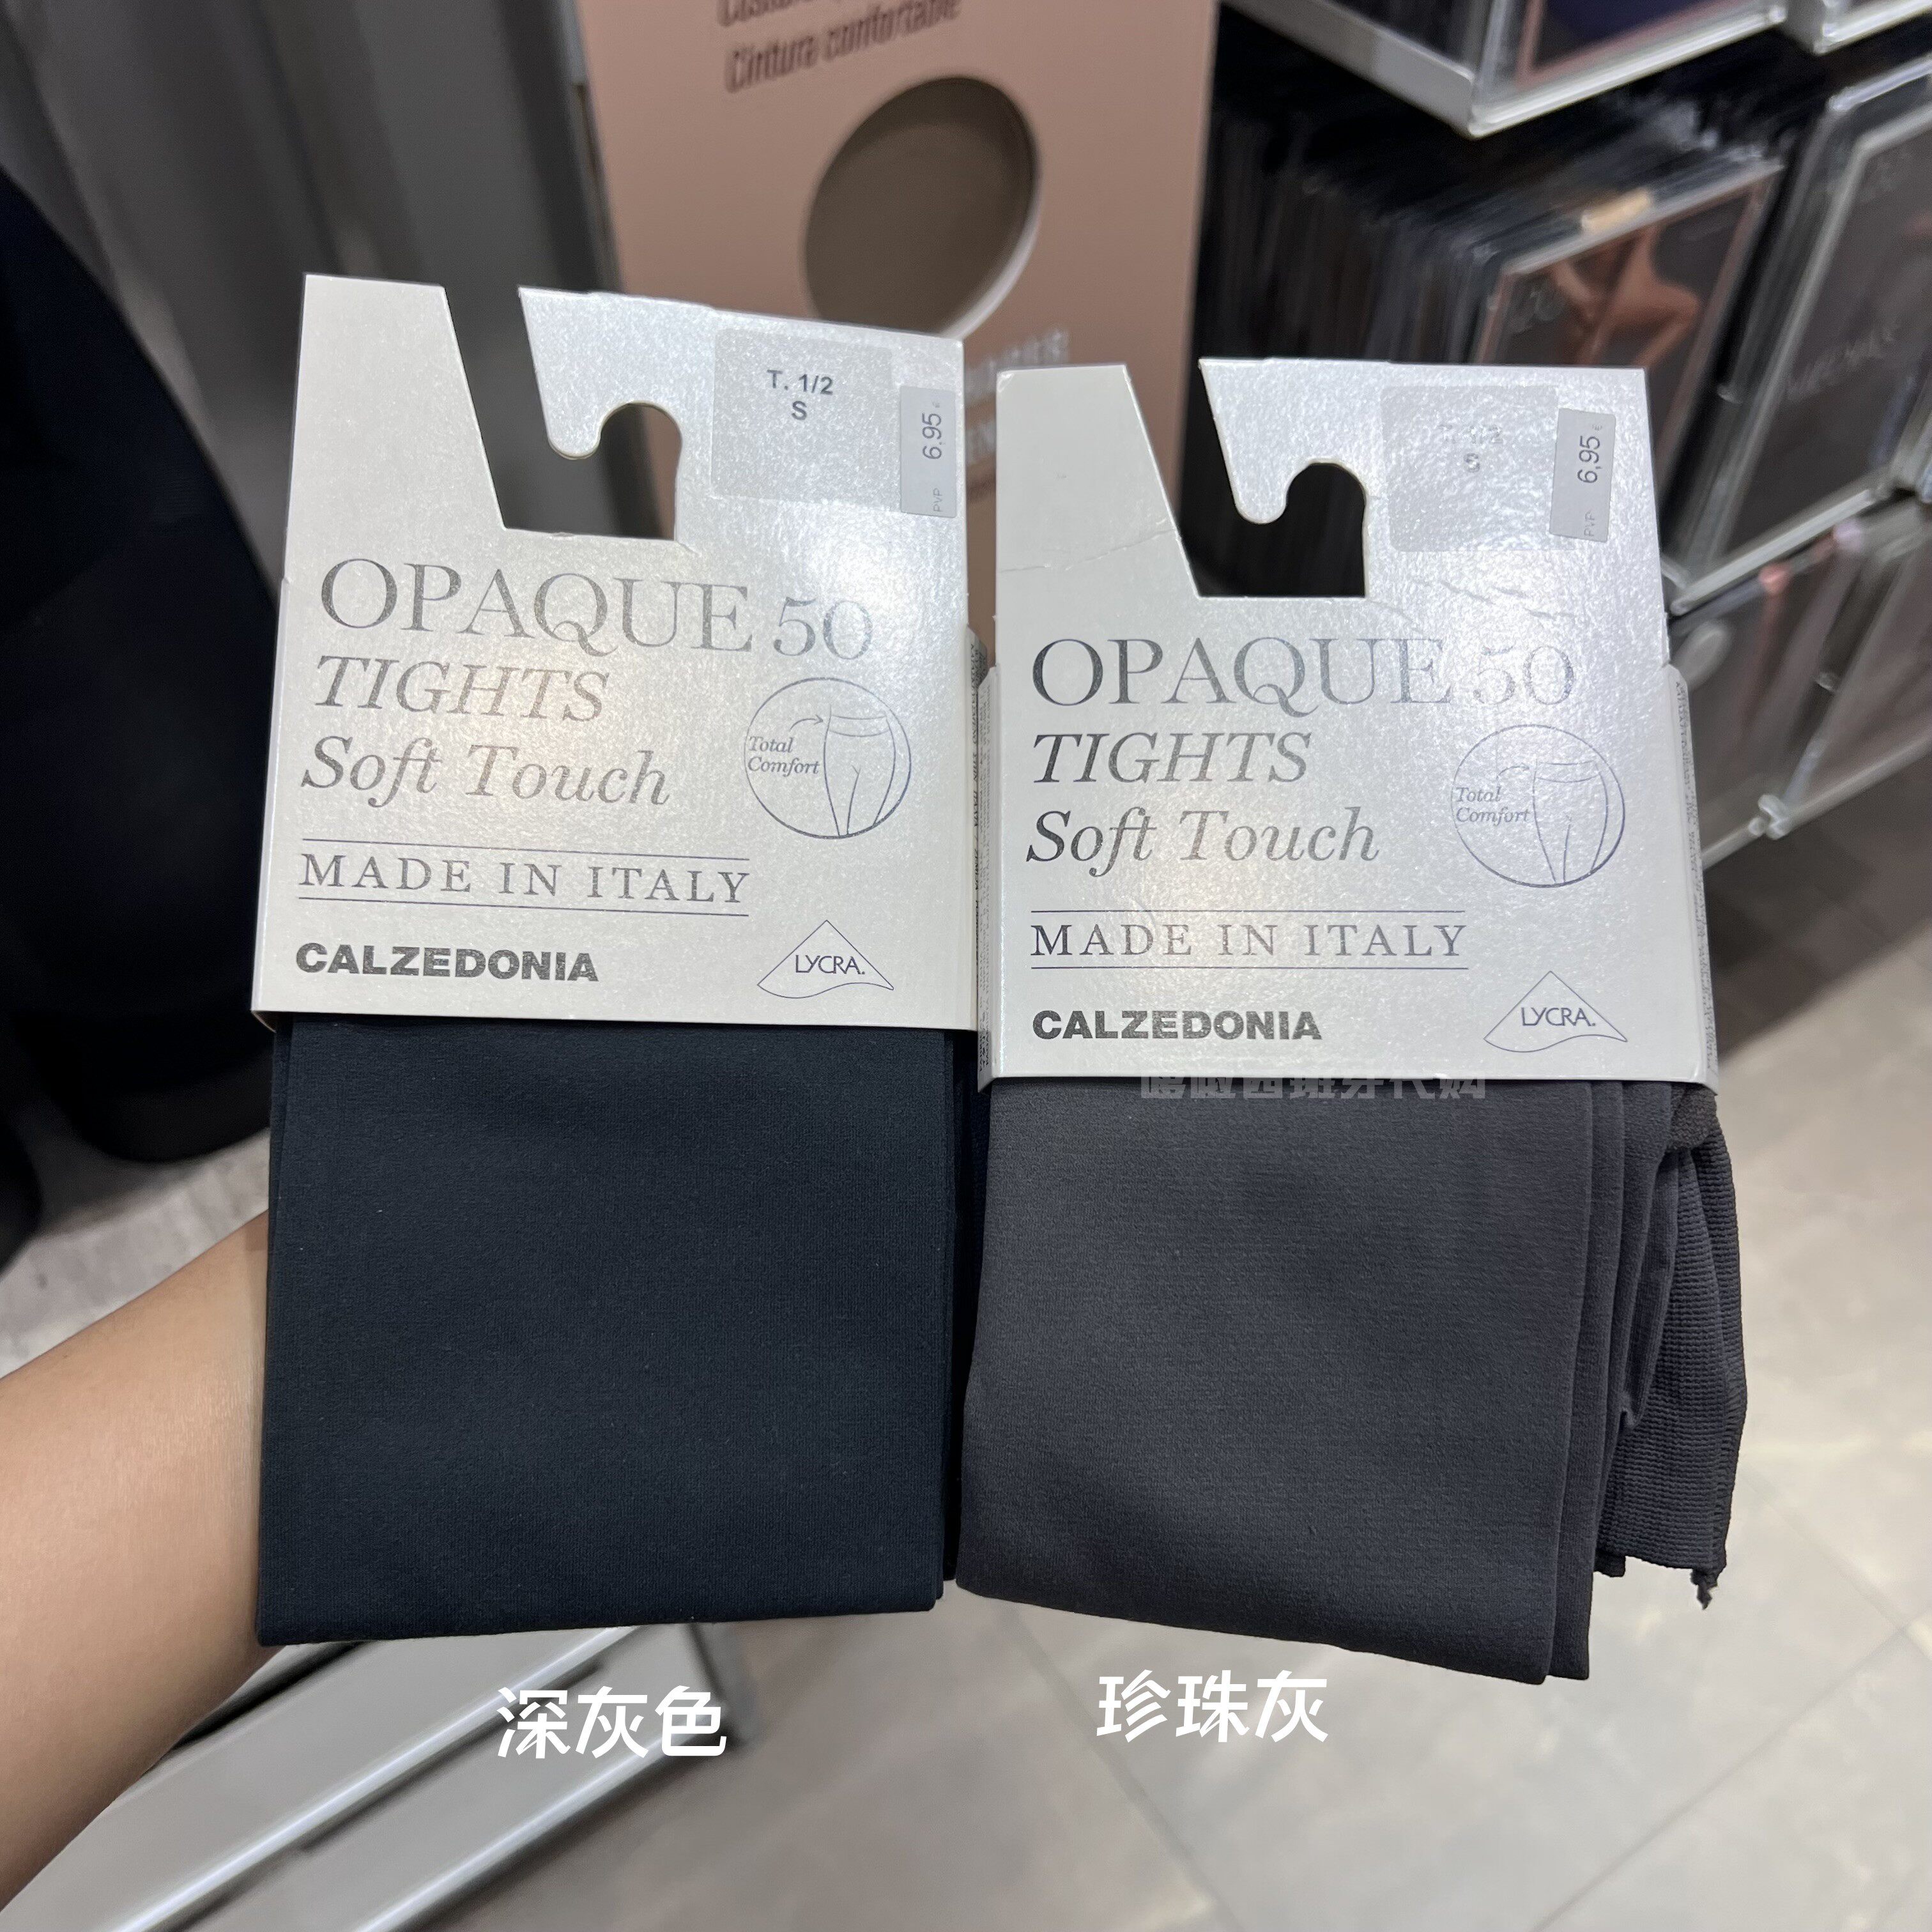 Cintura comfortable
T. 1/2
S
6,95 €
PVP
OPAQUE 50
TIGHTS
Soft Touch
Total
Comfort
MADE IN ITALY
CALZEDONIA
LYCRA.
S
6,95 €
PVP
OPAQUE 50
TIGHTS
Soft Touch
Total
Comfort
MADE IN ITALY
CALZEDONIA
LYCRA.
深灰色
珍珠灰